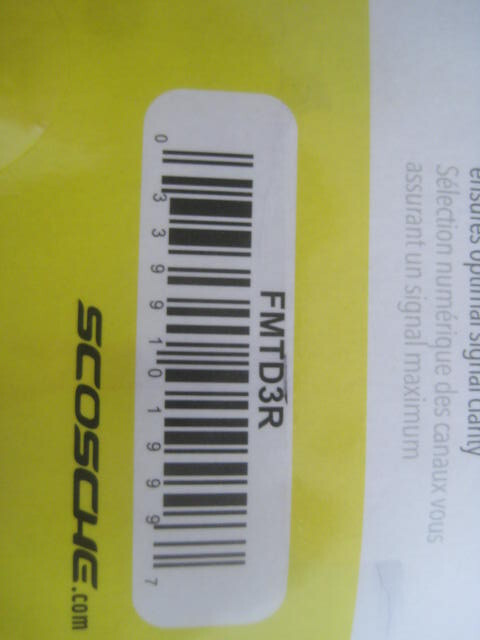 ensures optimal signal clarity
Sélection numérique des canaux vous
assurant un signal maximum
FMTD3R
0 33991 01999 7
SCOSCHE.com